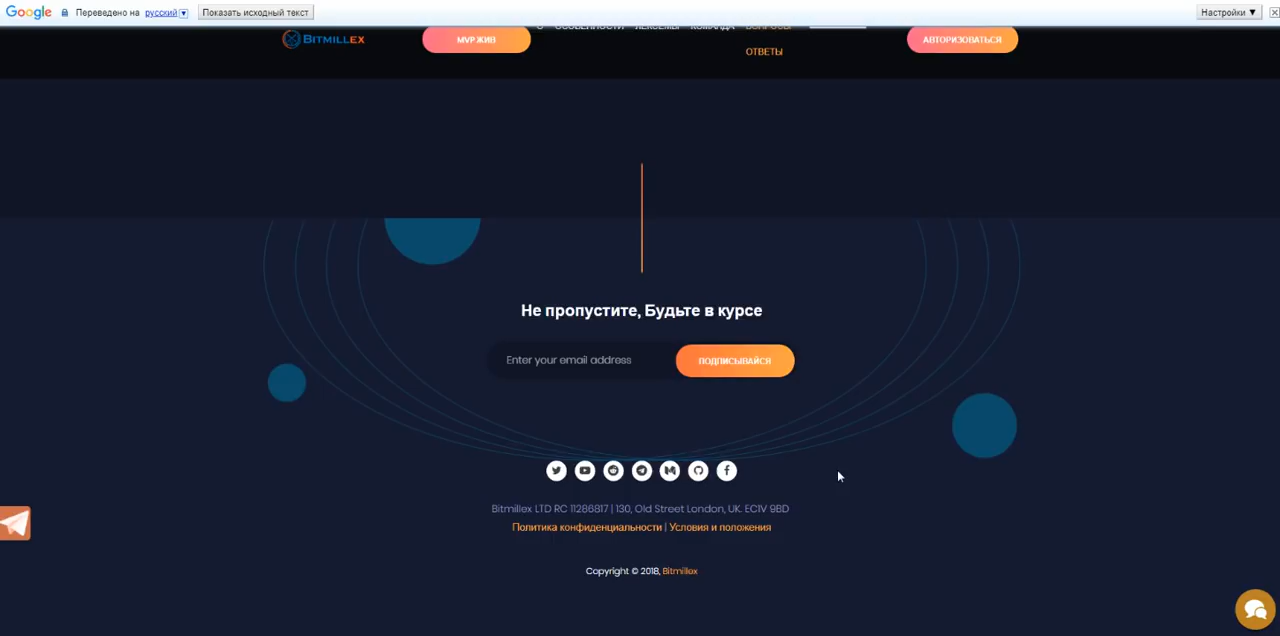 Google Переведено на русский ▼ Показать исходный текст Настройки ▼
BITMILLEX МVР ЖИВ ОСОБЕННОСТИ ЛЕКСЕМЫ КОМАНДА ВОПРОСЫ АВТОРИЗОВАТЬСЯ
ОТВЕТЫ
Не пропустите, Будьте в курсе
Enter your email address ПОДПИСЫВАЙСЯ
Bitmillex LTD RC 11286817 | 130, Old Street London, UK. EC1V 9BD
Политика конфиденциальности | Условия и положения
Copyright © 2018, Bitmillex